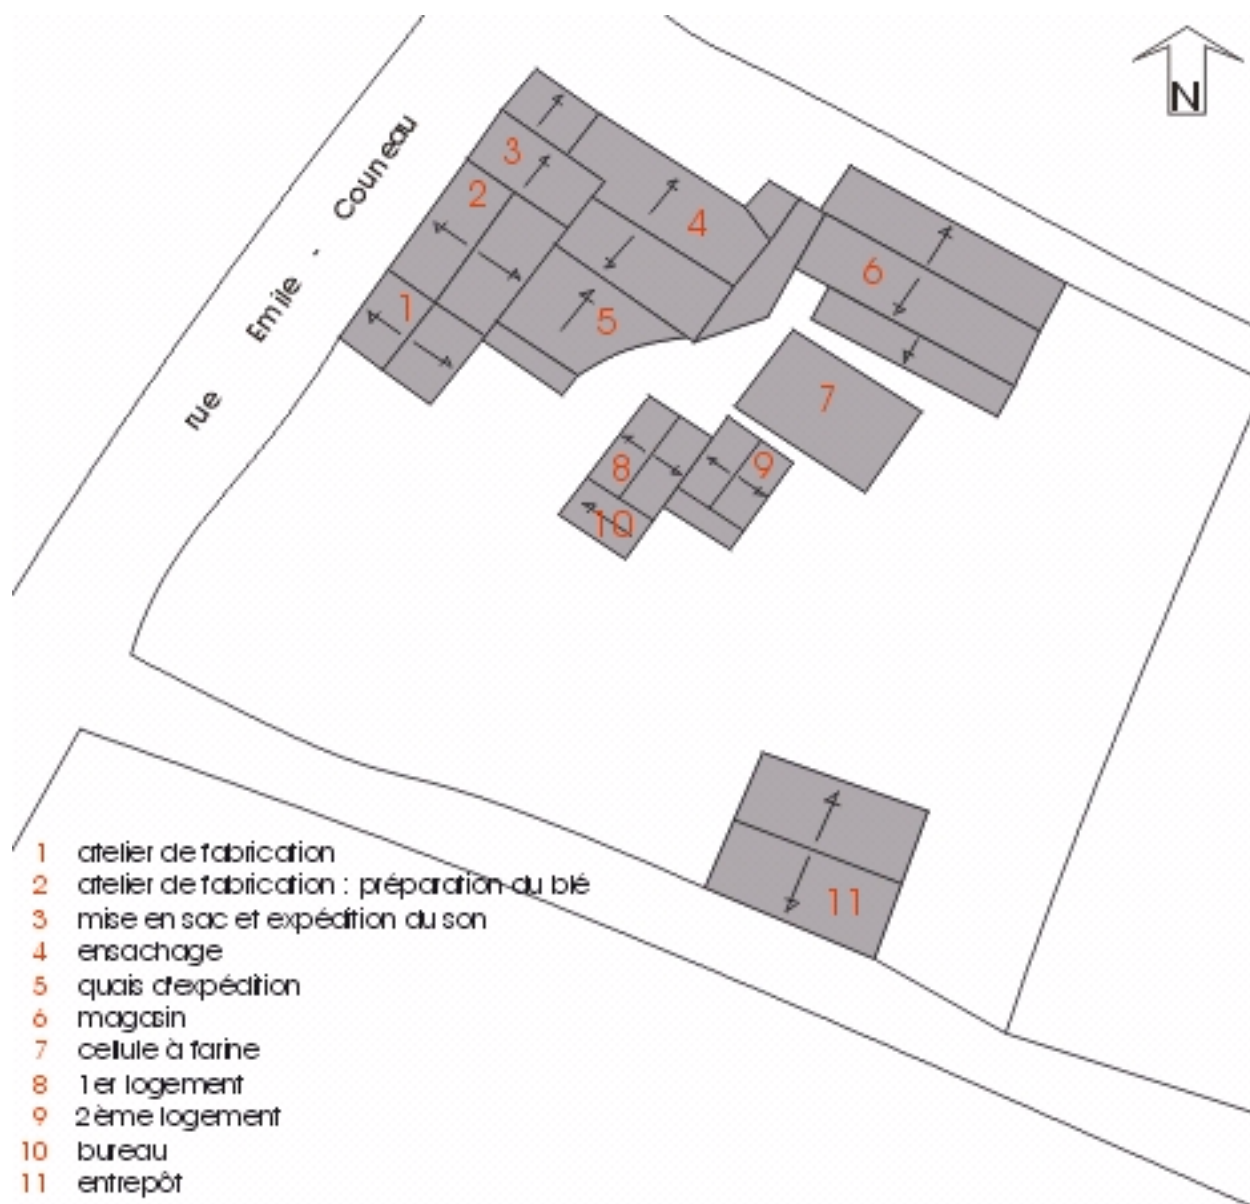 N
rue Emile - Couneau
3
2
4
6
1
5
7
8
9
10
11
1 atelier de fabrication
2 atelier de fabrication : préparation du blé
3 mise en sac et expédition du son
4 ensachage
5 quais d'expédition
6 magasin
7 cellule à farine
8 1er logement
9 2ème logement
10 bureau
11 entrepôt